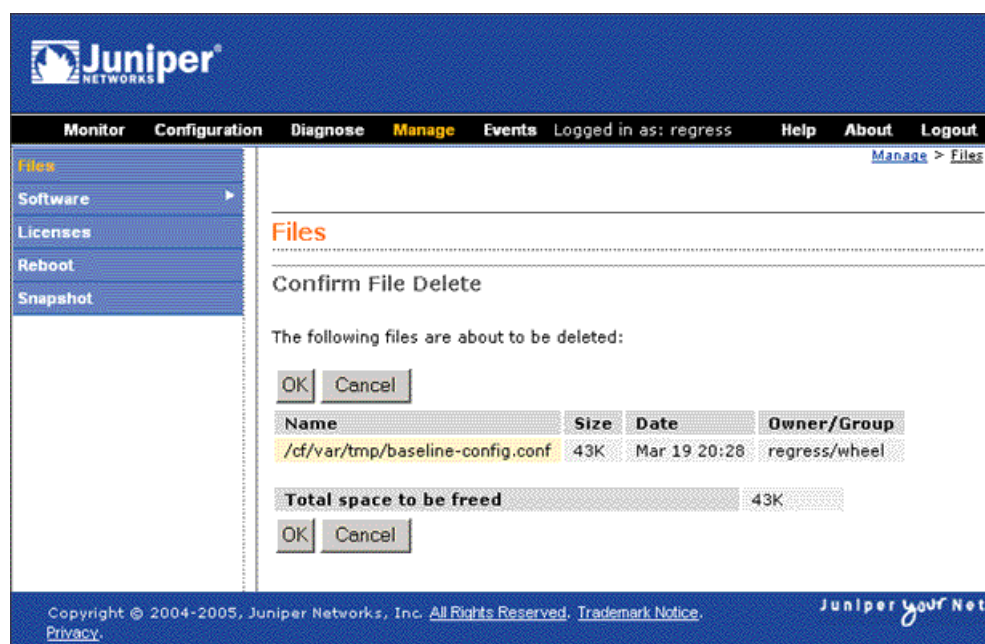 Juniper®
NETWORKS
Monitor Configuration Diagnose Manage Events Logged in as: regress Help About Logout
Manage > Files
Files
Software
Licenses
Reboot
Snapshot
Files
Confirm File Delete
The following files are about to be deleted:
OK Cancel
Name Size Date Owner/Group
/cf/var/tmp/baseline-config.conf 43K Mar 19 20:28 regress/wheel
Total space to be freed 43K
OK Cancel
Copyright © 2004-2005, Juniper Networks, Inc. All Rights Reserved. Trademark Notice.
Privacy.
Juniper your Net